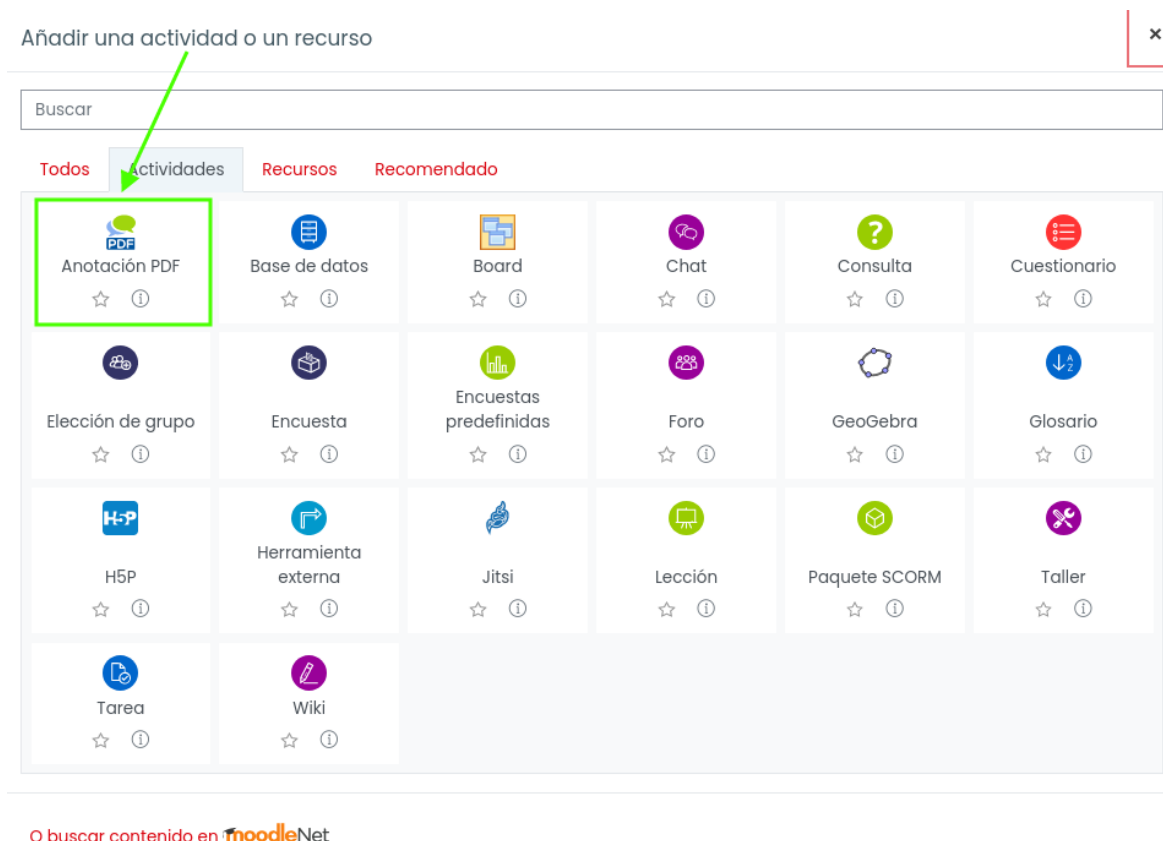 Añadir una actividad o un recurso
×
Buscar
Todos Actividades Recursos Recomendado
PDF
Anotación PDF Base de datos Board Chat Consulta Cuestionario
Encuestas
Elección de grupo Encuesta predefinidas Foro GeoGebra Glosario
H5P
Herramienta
H5P externa Jitsi Lección Paquete SCORM Taller
Tarea Wiki
O buscar contenido en moodleNet